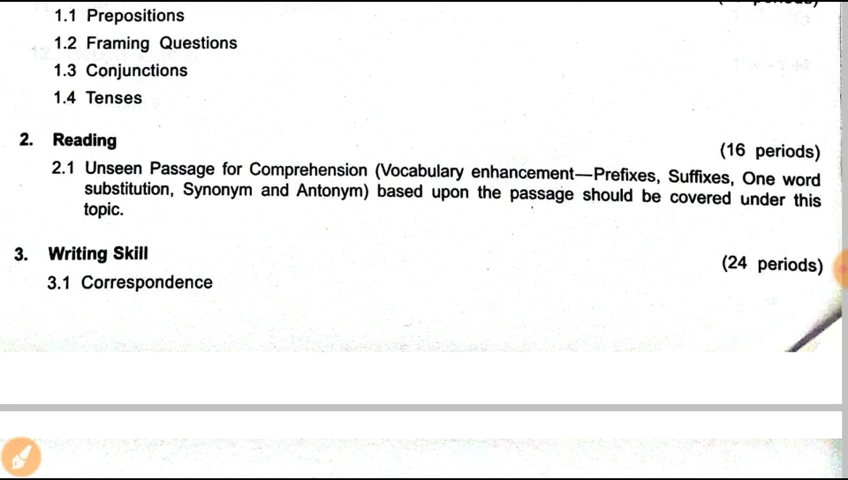 1.1 Prepositions
1.2 Framing Questions
1.3 Conjunctions
1.4 Tenses
2. Reading
(16 periods)
2.1 Unseen Passage for Comprehension (Vocabulary enhancement—Prefixes, Suffixes, One word
substitution, Synonym and Antonym) based upon the passage should be covered under this
topic.
3. Writing Skill
(24 periods)
3.1 Correspondence